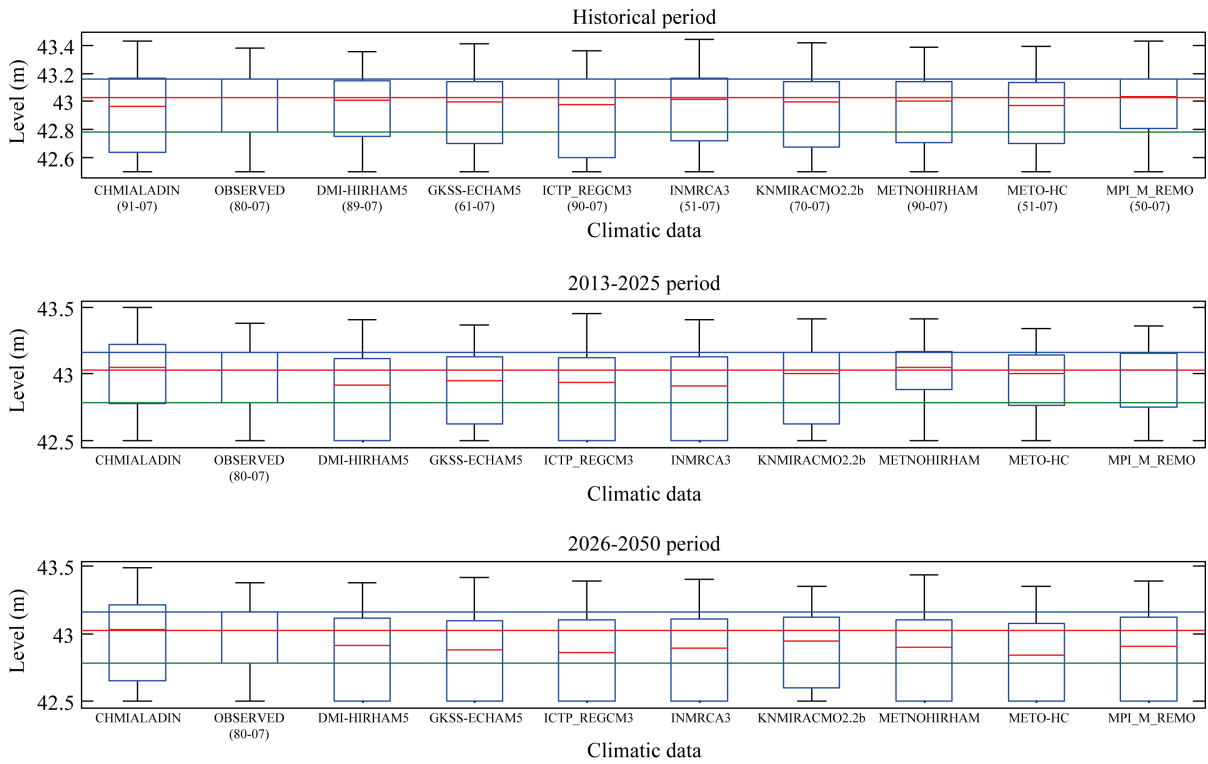 Historical period
Level (m)
43.4
43.2
43
42.8
42.6
CHMIALADIN OBSERVED DMI-HIRHAM5 GKSS-ECHAM5 ICTP_REGCM3 INMRCA3 KNMIRACMO2.2b METNOHIRHAM METO-HC MPI_M_REMO
(91-07) (80-07) (89-07) (61-07) (90-07) (51-07) (70-07) (90-07) (51-07) (50-07)
Climatic data
2013-2025 period
Level (m)
43.5
43
42.5
CHMIALADIN OBSERVED DMI-HIRHAM5 GKSS-ECHAM5 ICTP_REGCM3 INMRCA3 KNMIRACMO2.2b METNOHIRHAM METO-HC MPI_M_REMO
(80-07)
Climatic data
2026-2050 period
Level (m)
43.5
43
42.5
CHMIALADIN OBSERVED DMI-HIRHAM5 GKSS-ECHAM5 ICTP_REGCM3 INMRCA3 KNMIRACMO2.2b METNOHIRHAM METO-HC MPI_M_REMO
(80-07)
Climatic data